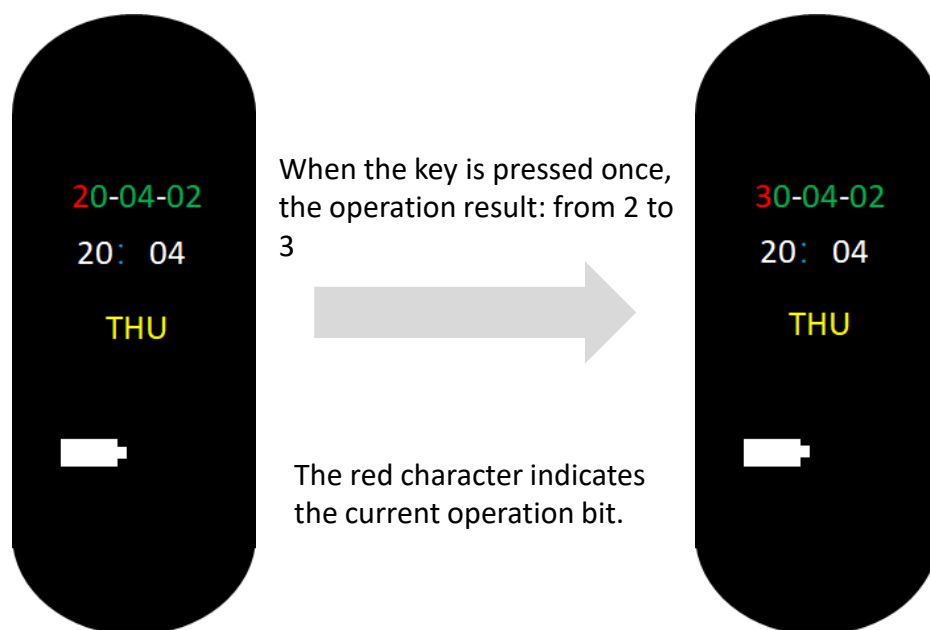 20-04-02
20: 04
THU
When the key is pressed once,
the operation result: from 2 to
3
The red character indicates
the current operation bit.
30-04-02
20: 04
THU